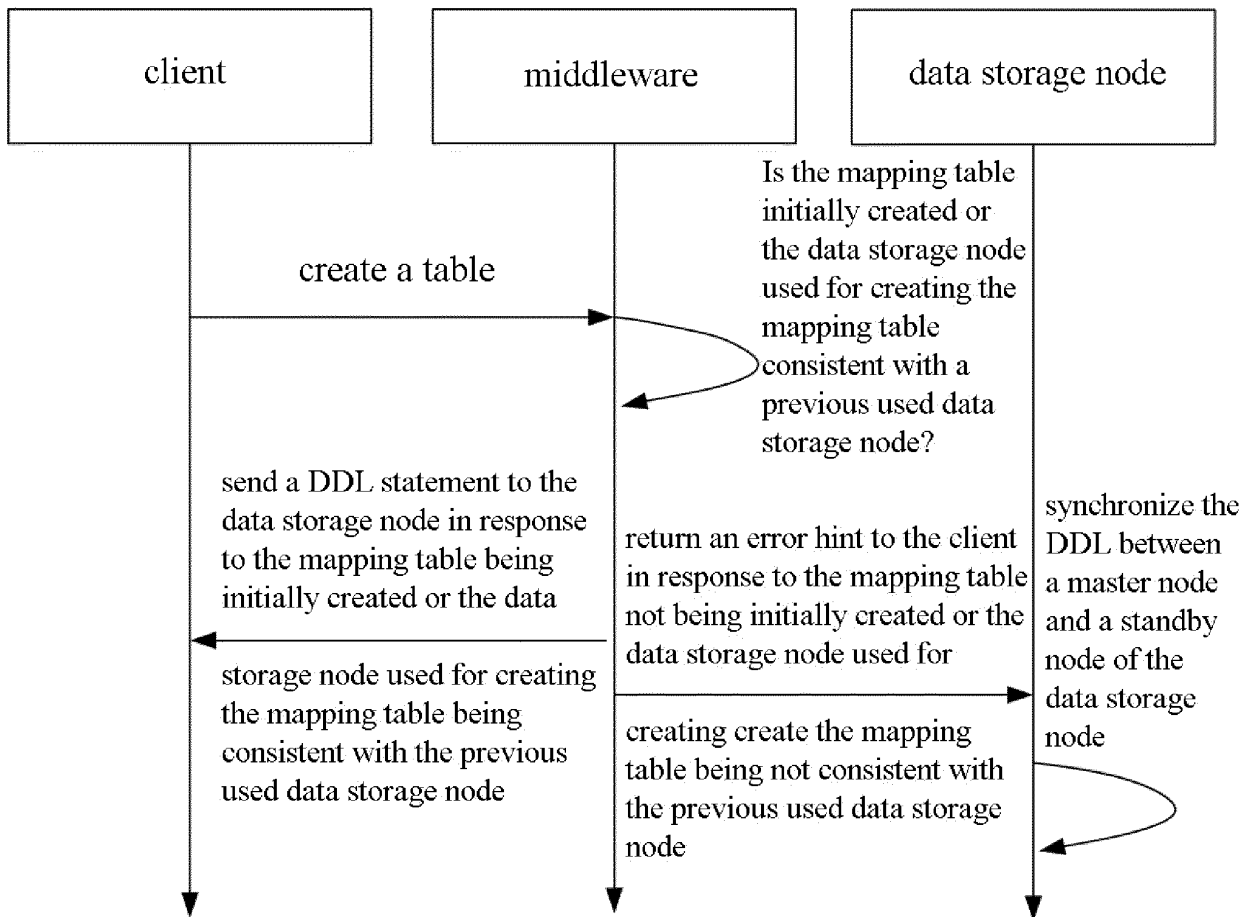 client
middleware
data storage node
Is the mapping table
initially created or
the data storage node
used for creating the
mapping table
consistent with a
previous used data
storage node?
create a table
send a DDL statement to the
data storage node in response
to the mapping table being
initially created or the data
storage node used for creating
the mapping table being
consistent with the previous
used data storage node
return an error hint to the client
in response to the mapping table
not being initially created or the
data storage node used for
creating create the mapping
table being not consistent with
the previous used data storage
node
synchronize the
DDL between
a master node
and a standby
node of the
data storage
node